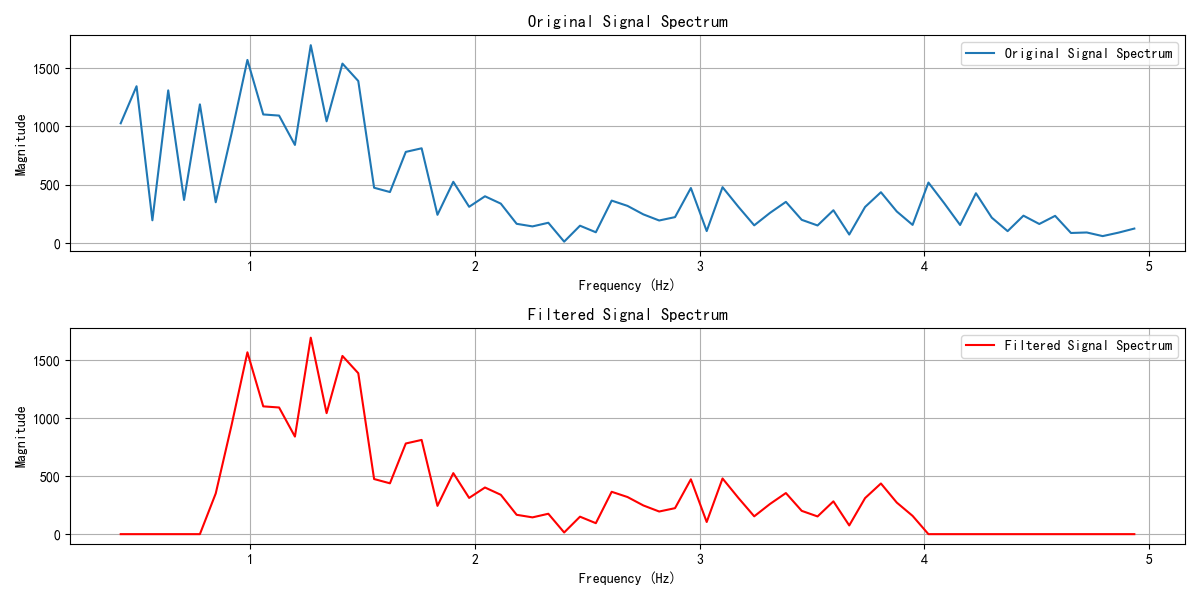 Original Signal Spectrum
Original Signal Spectrum
1500
1000
500
0
Magnitude
1 2 3 4 5
Frequency (Hz)
Filtered Signal Spectrum
Filtered Signal Spectrum
1500
1000
500
0
Magnitude
1 2 3 4 5
Frequency (Hz)